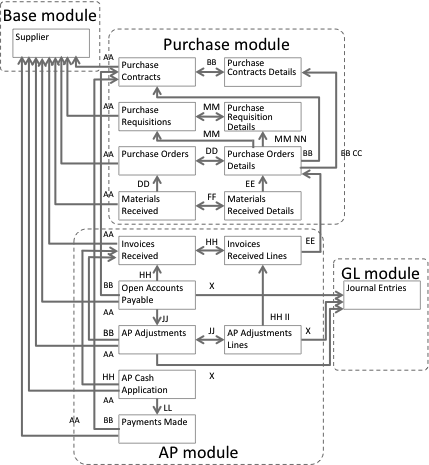 Base module
Supplier
Purchase module
AA
Purchase
Contracts
BB
Purchase
Contracts Details
AA
Purchase
Requisitions
MM
Purchase
Requisition
Details
MM
MM NN
AA
Purchase Orders
DD
Purchase Orders
Details
BB
BB CC
DD
EE
AA
Materials
Received
FF
Materials
Received Details
AA
Invoices
Received
HH
Invoices
Received Lines
EE
HH
GL module
BB
Open Accounts
Payable
X
Journal Entries
AA
JJ
HH II
BB
AP Adjustments
JJ
AP Adjustments
Lines
X
AA
HH
AP Cash
Application
X
AA
LL
AA
BB
Payments Made
AP module